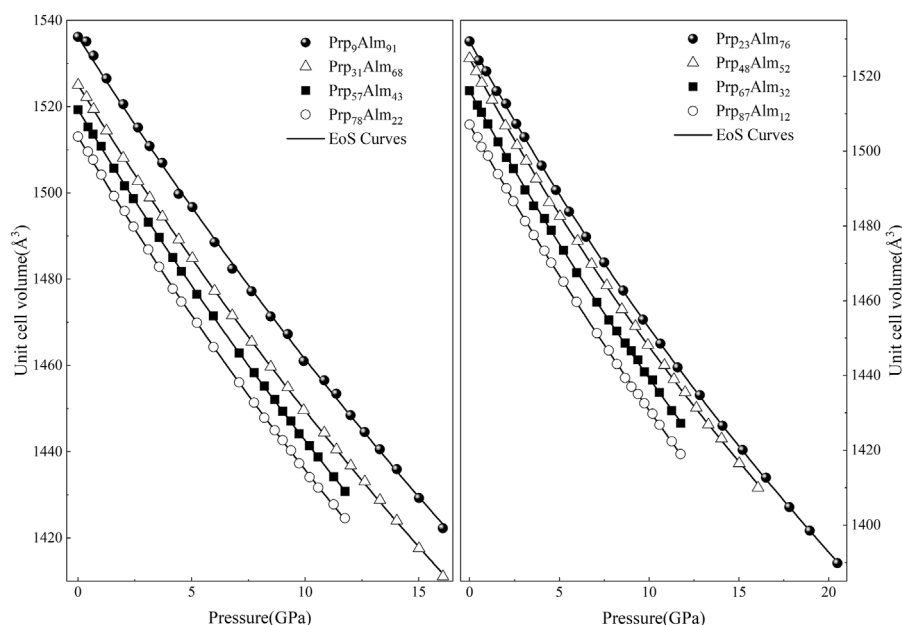 1540
1520
1500
1480
1460
1440
1420
Unit cell volume(Å³)
0
5
10
15
Pressure(GPa)
Prp₉Alm₉₁
Prp₃₁Alm₆₈
Prp₅₇Alm₄₃
Prp₇₈Alm₂₂
EoS Curves
Prp₂₃Alm₇₆
Prp₄₈Alm₅₂
Prp₆₇Alm₃₂
Prp₈₇Alm₁₂
EoS Curves
0
5
10
15
20
Pressure(GPa)
1520
1500
1480
1460
1440
1420
1400
Unit cell volume(Å³)